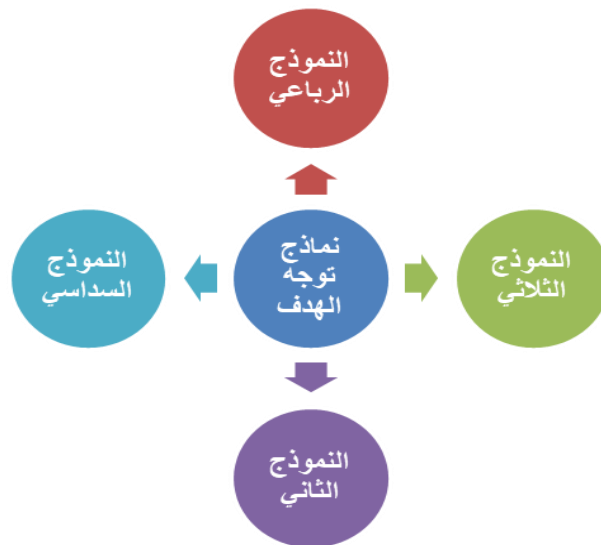 النموذج
الرباعي
النموذج
الثلاثي
نماذج
توجه
الهدف
النموذج
السداسي
النموذج
الثاني